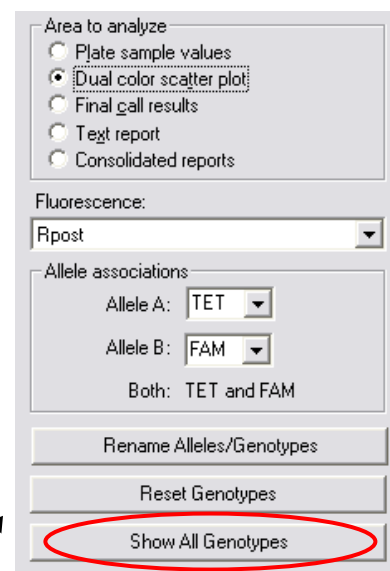 Area to analyze
Plate sample values
Dual color scatter plot
Final call results
Text report
Consolidated reports
Fluorescence:
Rpost
Allele associations
Allele A: TET
Allele B: FAM
Both: TET and FAM
Rename Alleles/Genotypes
Reset Genotypes
Show All Genotypes